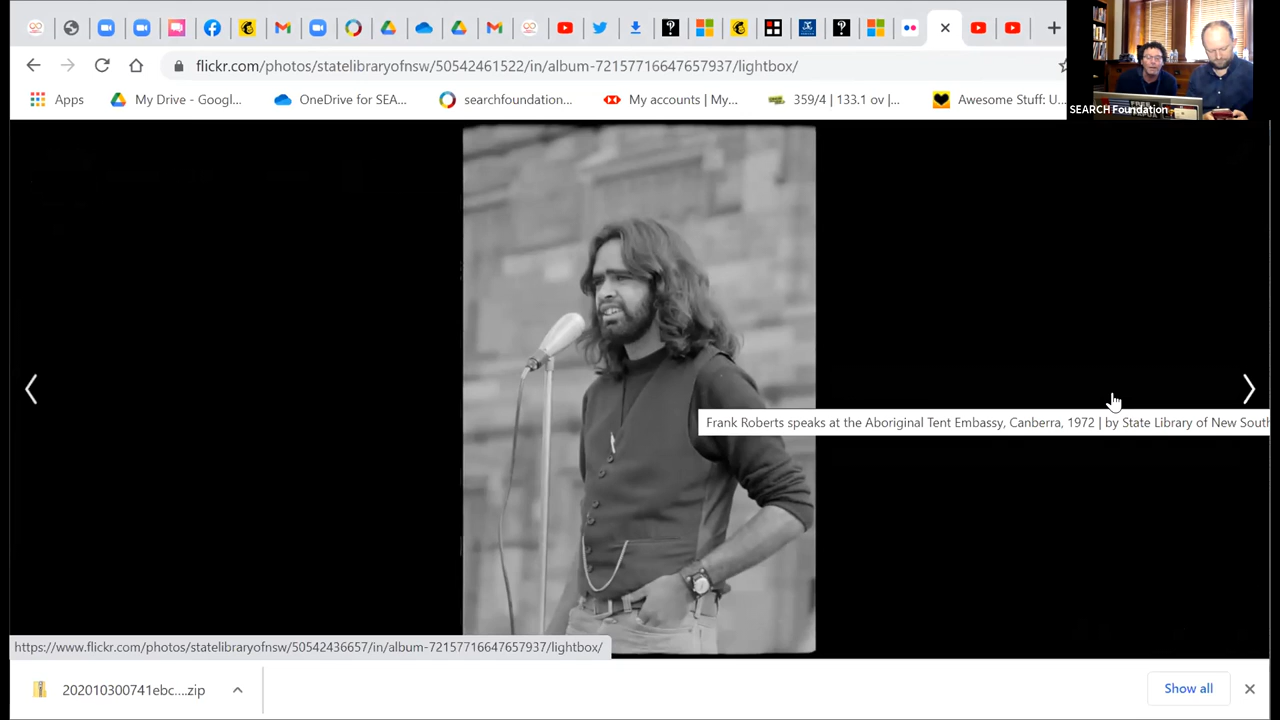 flickr.com/photos/statelibraryofnsw/50542461522/in/album-72157716647657937/lightbox/
Apps
My Drive - Googl...
OneDrive for SEA...
searchfoundation...
My accounts | My...
359/4 | 133.1 ov |...
Awesome Stuff: U...
SEARCH Foundation
Frank Roberts speaks at the Aboriginal Tent Embassy, Canberra, 1972 | by State Library of New South
https://www.flickr.com/photos/statelibraryofnsw/50542436657/in/album-72157716647657937/lightbox/
202010300741ebc....zip
Show all